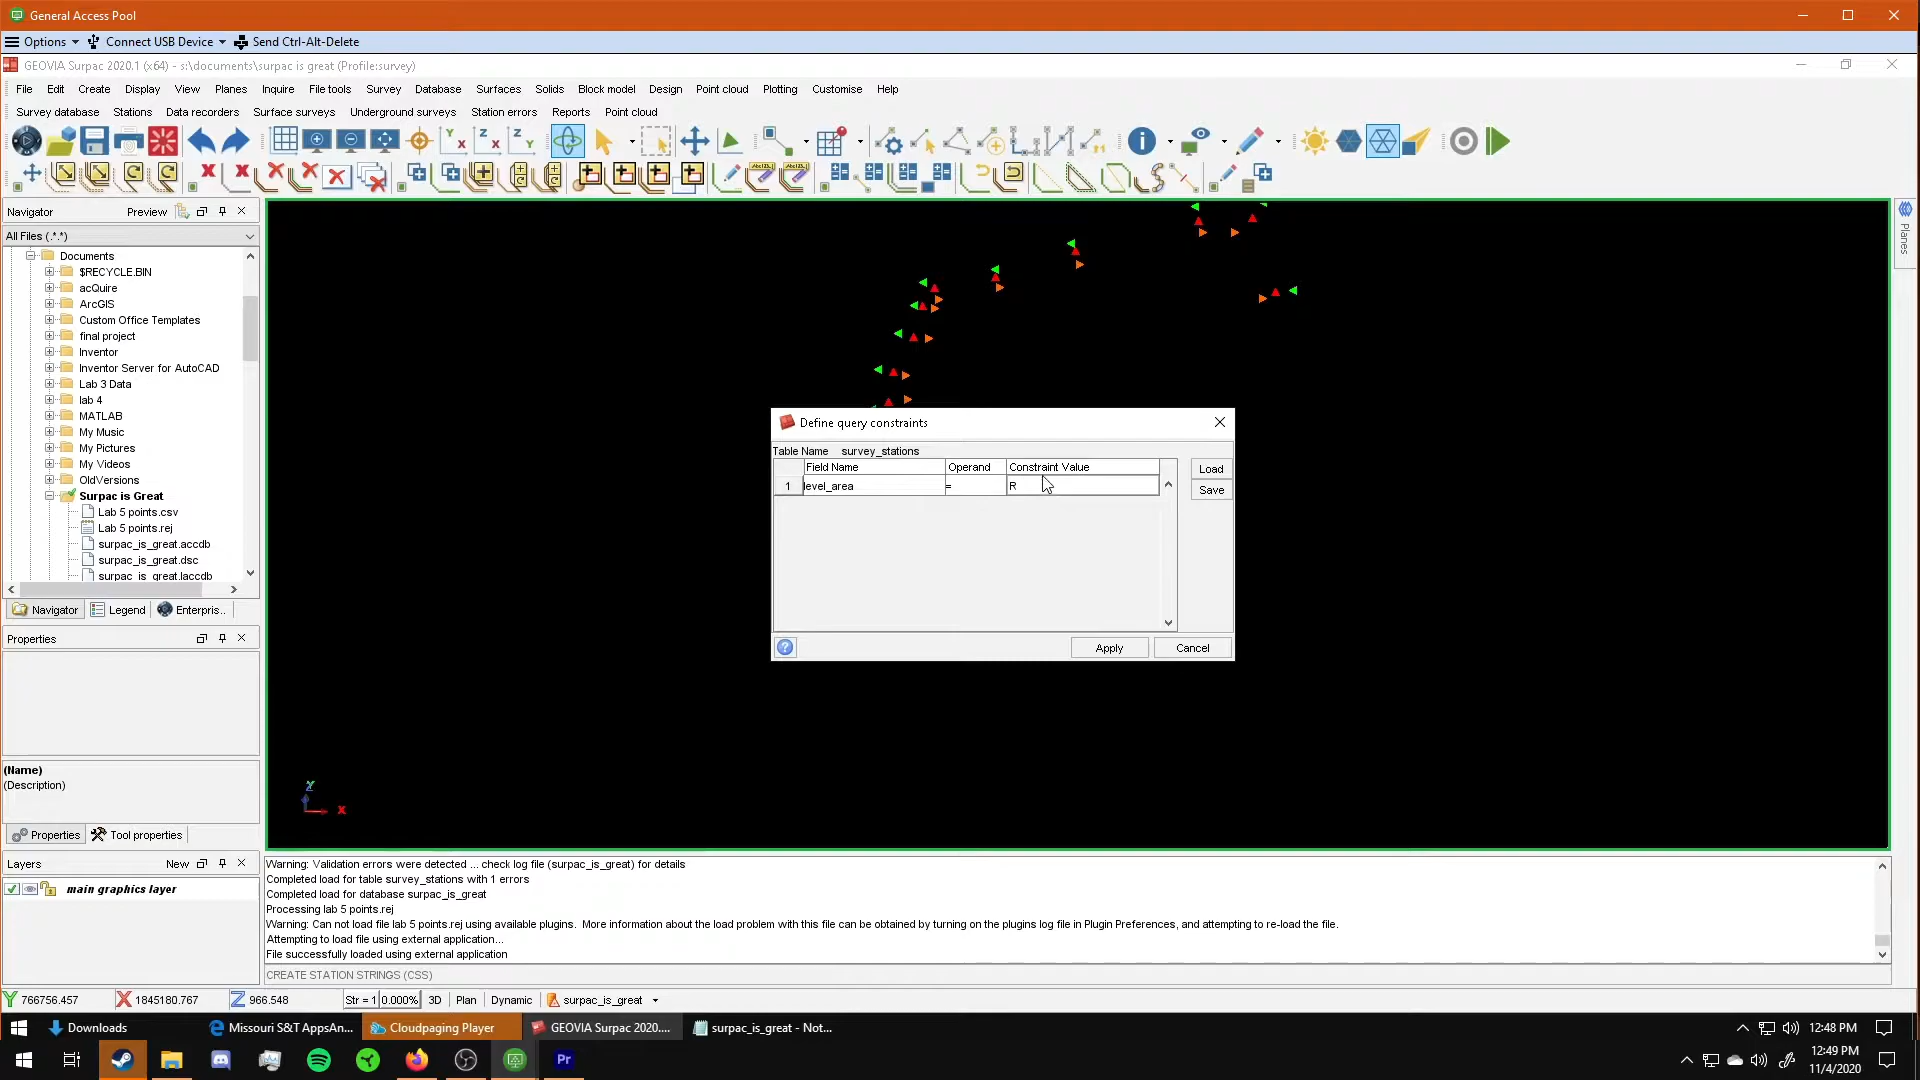 General Access Pool
Options
Connect USB Device
Send Ctrl-Alt-Delete
GEOVIA Surpac 2020.1 (x64) - s:\documents\surpac is great (Profile:survey)
File Edit Create Display View Planes Inquire File tools Survey Database Surfaces Solids Block model Design Point cloud Plotting Customise Help
Survey database Stations Data recorders Surface surveys Underground surveys Station errors Reports Point cloud
Navigator Preview
All Files (*.*)
Documents
$RECYCLE.BIN
acQuire
ArcGIS
Custom Office Templates
final project
Inventor
Inventor Server for AutoCAD
Lab 3 Data
lab 4
MATLAB
My Music
My Pictures
My Videos
OldVersions
Surpac is Great
Lab 5 points.csv
Lab 5 points.rej
surpac_is_great.accdb
surpac_is_great.dsc
surpac_is_great.laccdb
Navigator Legend Enterpris..
Properties
(Name)
(Description)
Properties Tool properties
Layers New
main graphics layer
Planes
Define query constraints
Table Name survey_stations
Field Name Operand Constraint Value
1 level_area = R
Load
Save
Apply Cancel
Y
X
Warning: Validation errors were detected ... check log file (surpac_is_great) for details
Completed load for table survey_stations with 1 errors
Completed load for database surpac_is_great
Processing lab 5 points.rej
Warning: Can not load file lab 5 points.rej using available plugins. More information about the load problem with this file can be obtained by turning on the plugins log file in Plugin Preferences, and attempting to re-load the file.
Attempting to load file using external application...
File successfully loaded using external application
CREATE STATION STRINGS (CSS)
Y 766756.457 X 1845180.767 Z 966.548 Str = 1 0.000% 3D Plan Dynamic surpac_is_great
Downloads Missouri S&T AppsAn... Cloudpaging Player GEOVIA Surpac 2020.... surpac_is_great - Not... 12:48 PM
Pr
12:49 PM
11/4/2020